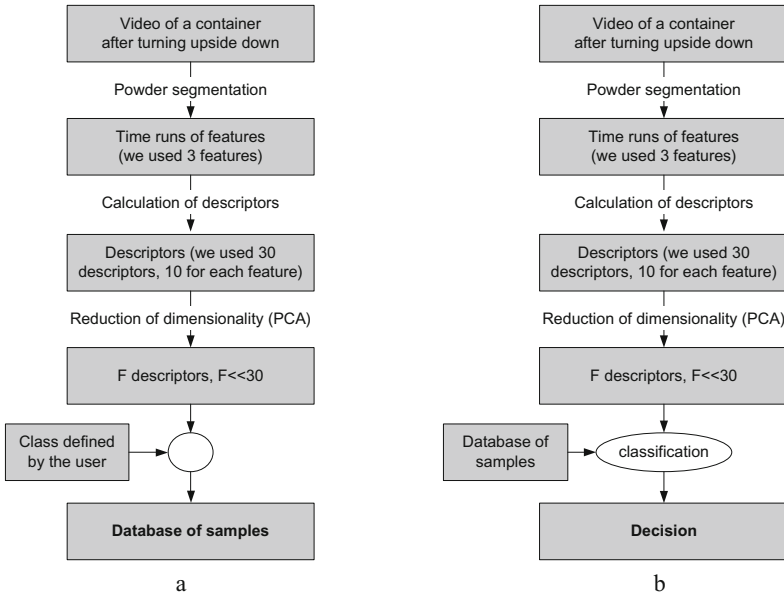 Video of a container
after turning upside down
Powder segmentation
Time runs of features
(we used 3 features)
Calculation of descriptors
Descriptors (we used 30
descriptors, 10 for each feature)
Reduction of dimensionality (PCA)
F descriptors, F<<30
Class defined
by the user
Database of samples
a
Video of a container
after turning upside down
Powder segmentation
Time runs of features
(we used 3 features)
Calculation of descriptors
Descriptors (we used 30
descriptors, 10 for each feature)
Reduction of dimensionality (PCA)
F descriptors, F<<30
Database of
samples
classification
Decision
b